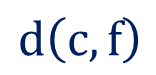 d(c, f)